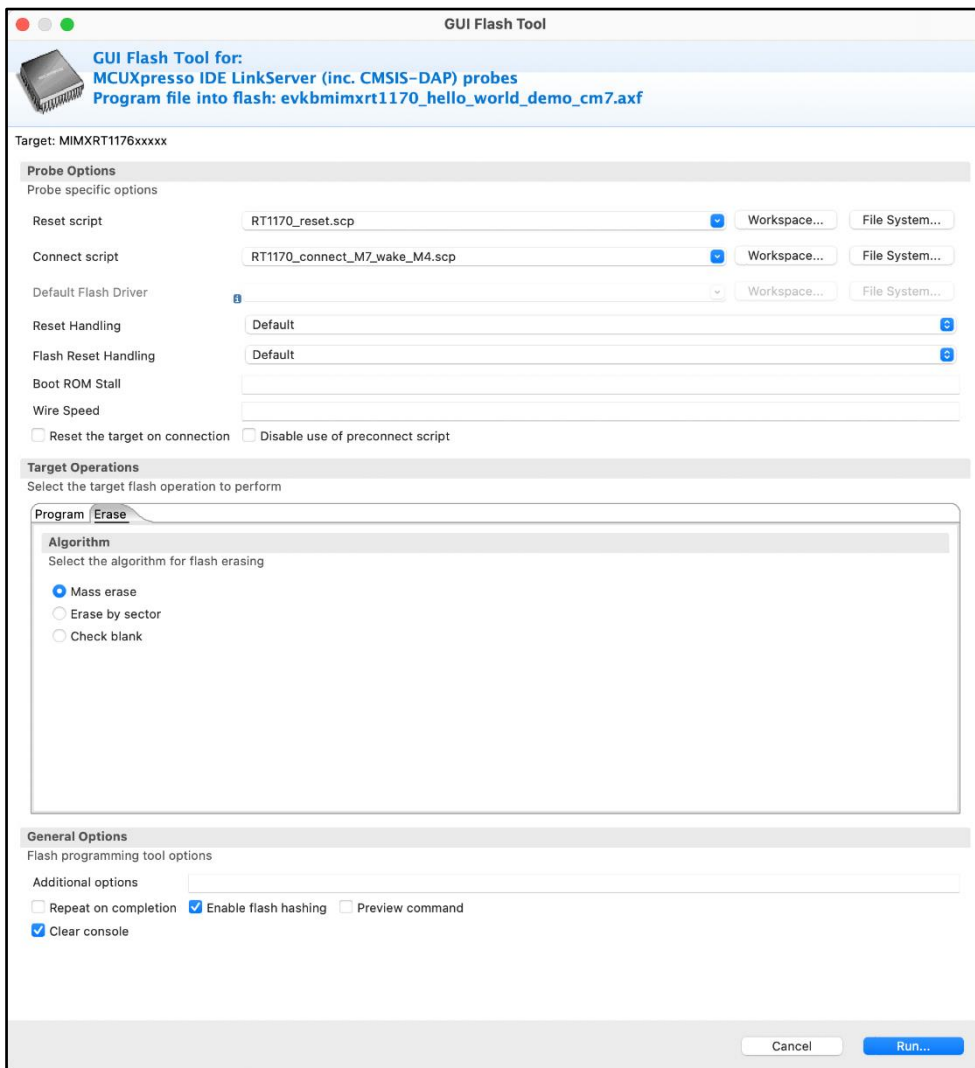 GUI Flash Tool
GUI Flash Tool for:
MCUXpresso IDE LinkServer (inc. CMSIS-DAP) probes
Program file into flash: evkbmimxrt1170_hello_world_demo_cm7.axf
Target: MIMXRT1176xxxxx
Probe Options
Probe specific options
Reset script RT1170_reset.scp Workspace... File System...
Connect script RT1170_connect_M7_wake_M4.scp Workspace... File System...
Default Flash Driver Workspace... File System...
Reset Handling Default
Flash Reset Handling Default
Boot ROM Stall
Wire Speed
Reset the target on connection Disable use of preconnect script
Target Operations
Select the target flash operation to perform
Program Erase
Algorithm
Select the algorithm for flash erasing
Mass erase
Erase by sector
Check blank
General Options
Flash programming tool options
Additional options
Repeat on completion Enable flash hashing Preview command
Clear console
Cancel Run...